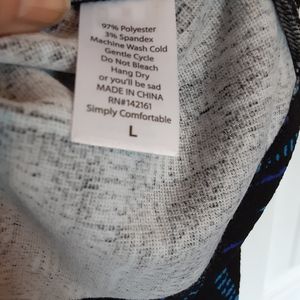 97% Polyester
3% Spandex
Machine Wash Cold
Gentle Cycle
Do Not Bleach
Hang Dry
or you'll be sad
MADE IN CHINA
RN#142161
Simply Comfortable
L